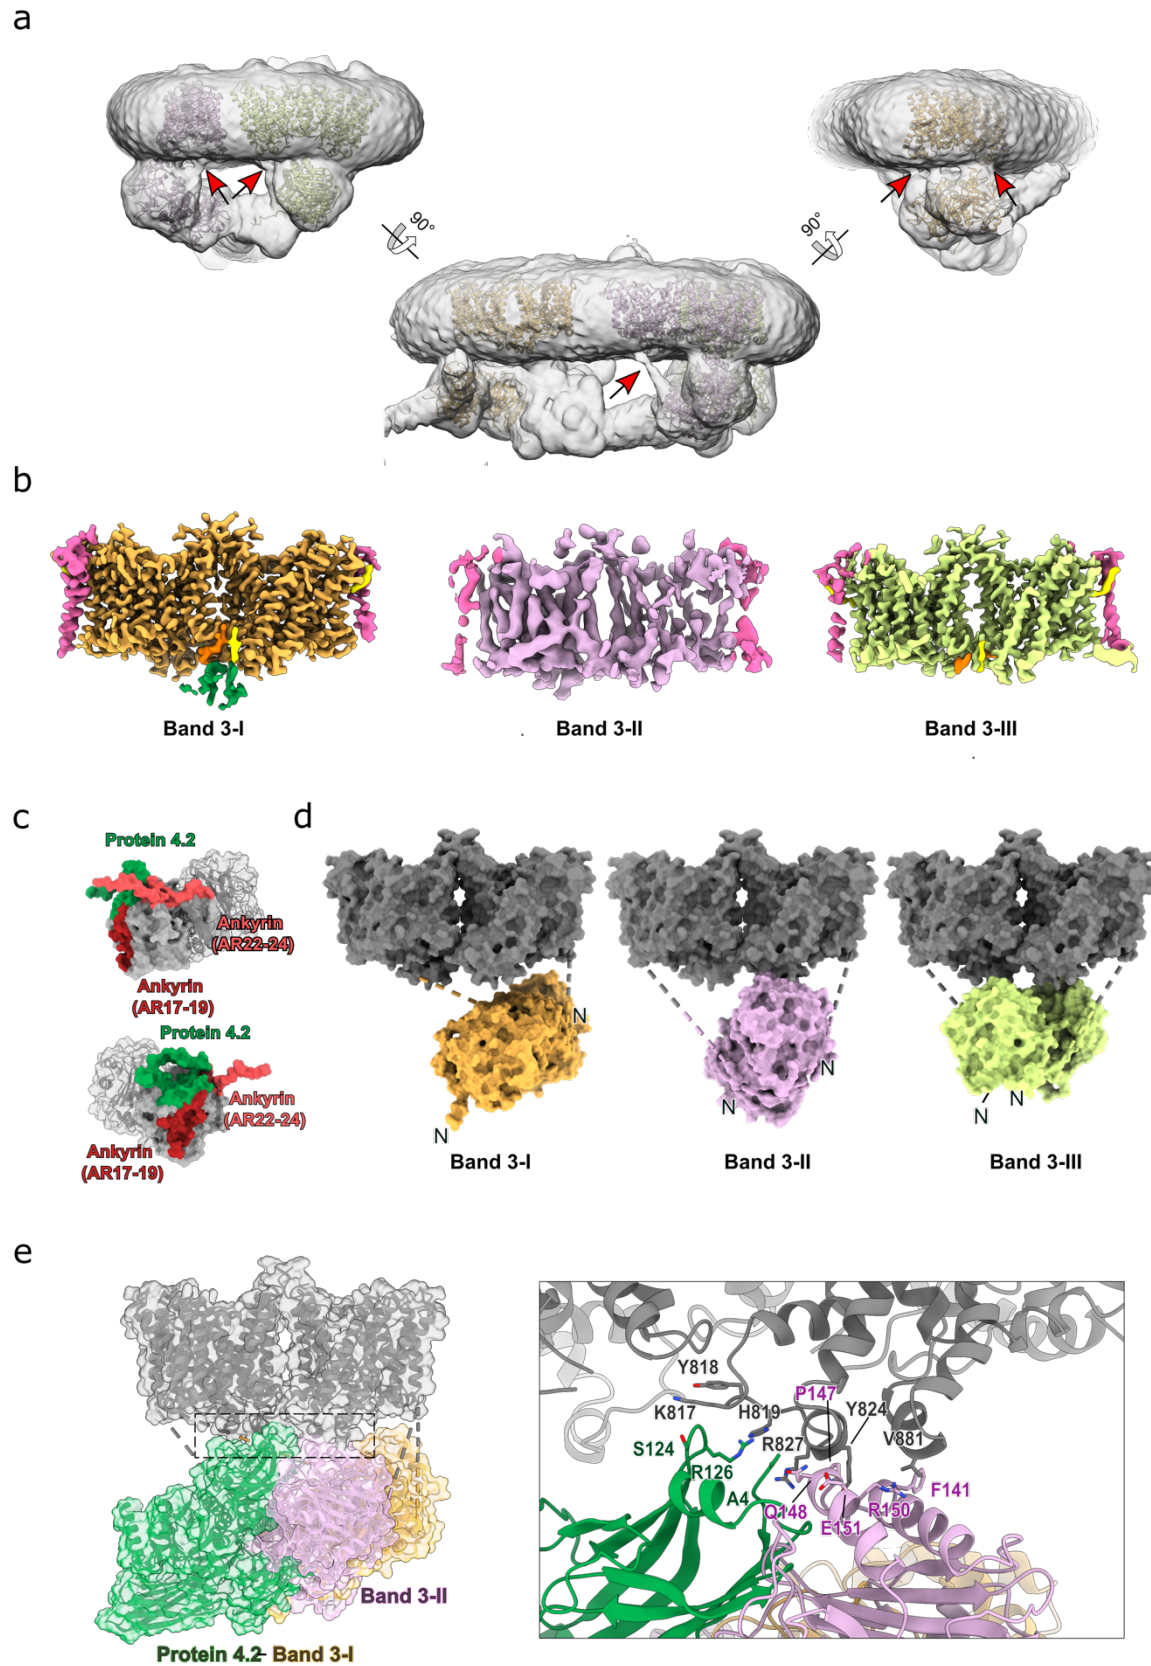 a
90°
90°
b
Band 3-I
Band 3-II
Band 3-III
c
d
Protein 4.2
Ankyrin
(AR22-24)
Ankyrin
(AR17-19)
Protein 4.2
Ankyrin
(AR22-24)
Ankyrin
(AR17-19)
N
N
Band 3-I
N
N
Band 3-II
N
N
Band 3-III
e
Band 3-II
Protein 4.2- Band 3-I
Y818
P147
K817
H819
Y824
S124
R827
V881
R126
A4
F141
Q148
R150
E151